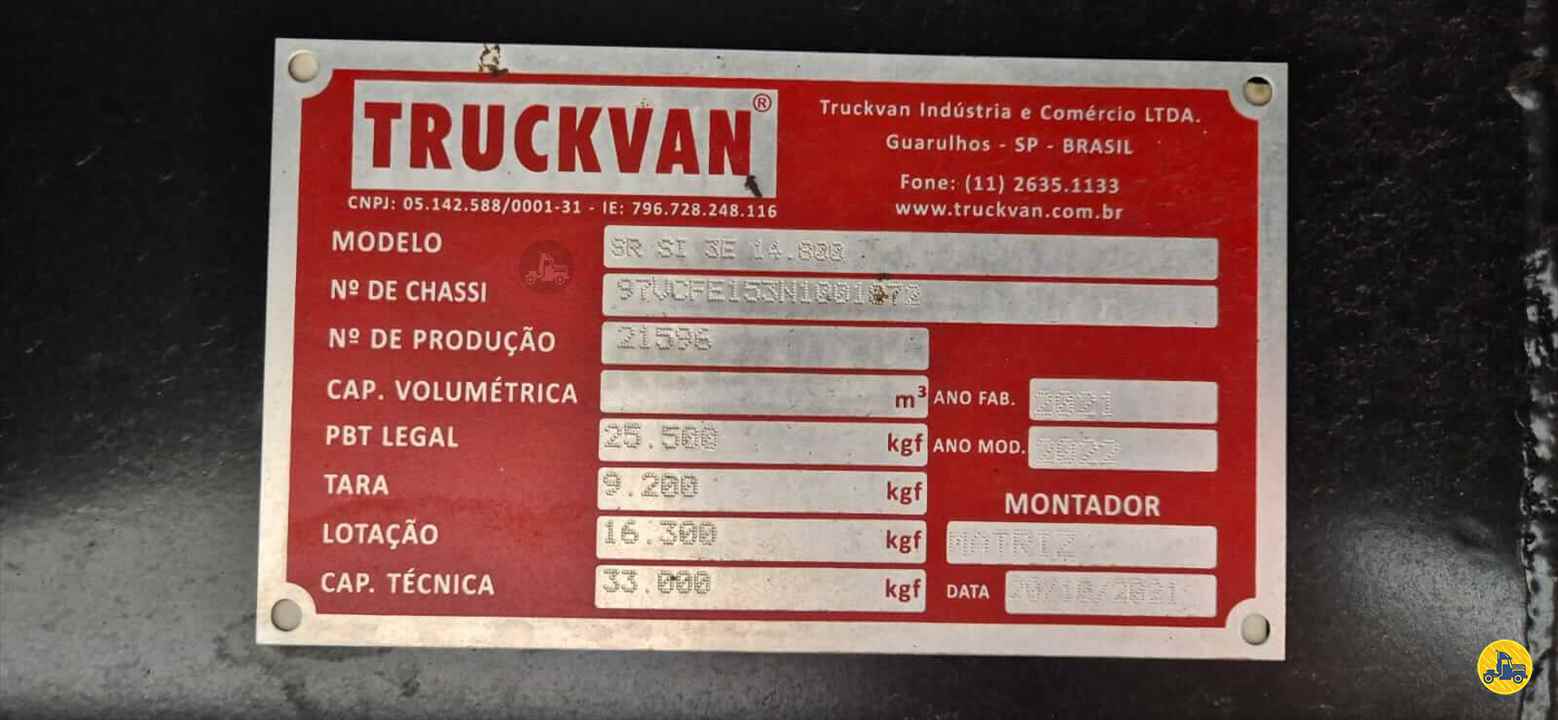 TRUCKVAN®
CNPJ: 05.142.588/0001-31 - IE: 796.728.248.116
Truckvan Indústria e Comércio LTDA.
Guarulhos - SP - BRASIL
Fone: (11) 2635.1133
www.truckvan.com.br
MODELO SR SI 3E 14.800
Nº DE CHASSI
Nº DE PRODUÇÃO 21596
CAP. VOLUMÉTRICA m³ ANO FAB. 2021
PBT LEGAL 25.500 kgf ANO MOD. 2022
TARA 9.200 kgf
MONTADOR
LOTAÇÃO 16.300 kgf MATRIZ
CAP. TÉCNICA 33.000 kgf DATA